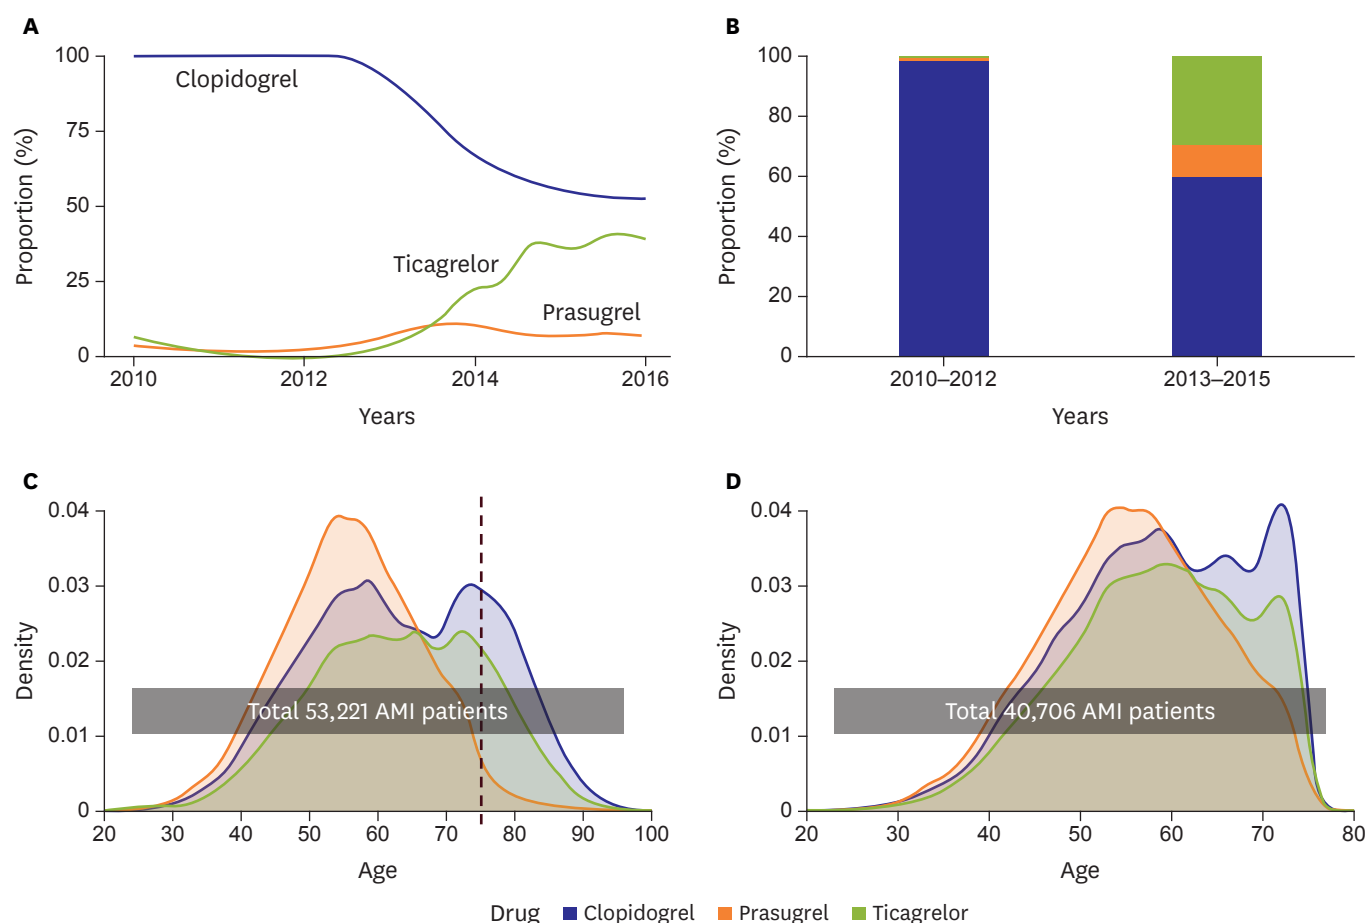 A
100
75
50
25
0
Proportion (%)
Clopidogrel
Ticagrelor
Prasugrel
2010
2012
2014
2016
Years
B
100
80
60
40
20
0
Proportion (%)
2010–2012
2013–2015
Years
C
0.04
0.03
0.02
0.01
0
Density
Total 53,221 AMI patients
20
30
40
50
60
70
80
90
100
Age
D
0.04
0.03
0.02
0.01
0
Density
Total 40,706 AMI patients
20
30
40
50
60
70
80
Age
Drug Clopidogrel Prasugrel Ticagrelor